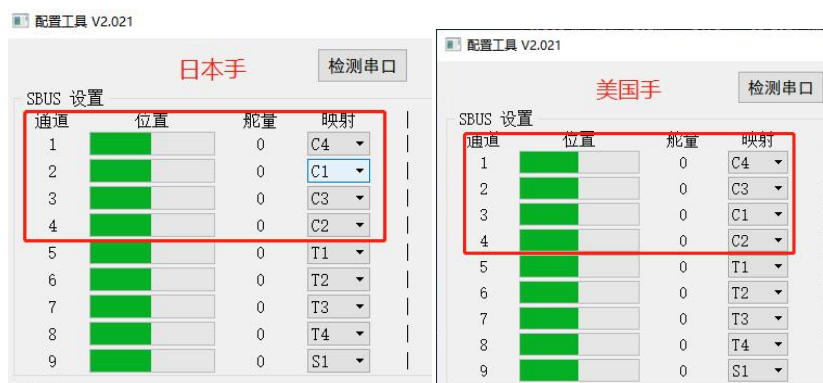 配置工具 V2.021
日本手 检测串口
SBUS 设置
通道 位置 舵量 映射
1 0 C4
2 0 C1
3 0 C3
4 0 C2
5 0 T1
6 0 T2
7 0 T3
8 0 T4
9 0 S1
配置工具 V2.021
美国手 检测串口
SBUS 设置
通道 位置 舵量 映射
1 0 C4
2 0 C3
3 0 C1
4 0 C2
5 0 T1
6 0 T2
7 0 T3
8 0 T4
9 0 S1